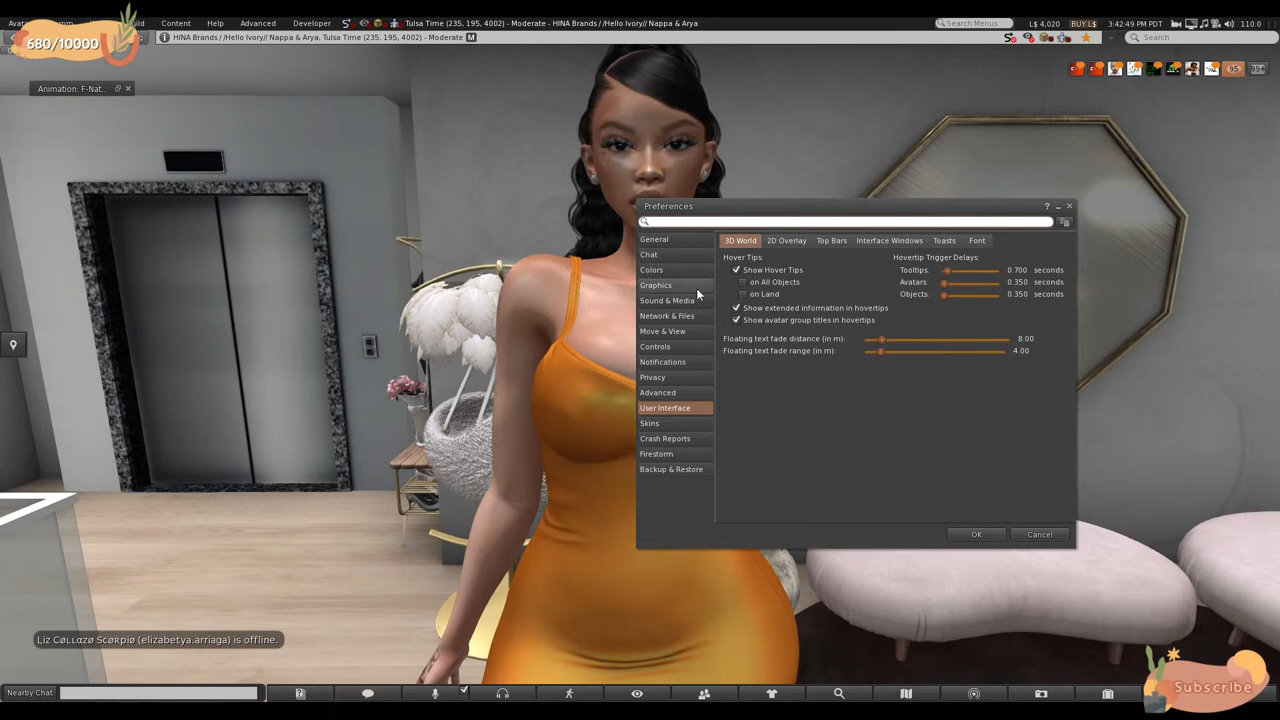 Content Help Advanced Developer Tulsa Time (235, 195, 4002) - Moderate - HINA Brands / /Hello Ivory// Nappa & Arya Search Menus L$ 4,020 BUY L$ 3:42:49 PM PDT 110.0
680/10000
HINA Brands / /Hello Ivory// Nappa & Arya, Tulsa Time (235, 195, 4002) - Moderate M Search
Animation: F-Nat...
95
Preferences
General
Chat
Colors
Graphics
Sound & Media
Network & Files
Move & View
Controls
Notifications
Privacy
Advanced
User Interface
Skins
Crash Reports
Firestorm
Backup & Restore
3D World 2D Overlay Top Bars Interface Windows Toasts Font
Hover Tips:
Show Hover Tips
on All Objects
on Land
Show extended information in hovertips
Show avatar group titles in hovertips
Hovertip Trigger Delays:
Tooltips: 0.700 seconds
Avatars: 0.350 seconds
Objects: 0.350 seconds
Floating text fade distance (in m): 8.00
Floating text fade range (in m): 4.00
OK Cancel
Ļιz Cøʟʟαzø Scøʀpιø (elizabetya.arriaga) is offline.
Nearby Chat
Subscribe